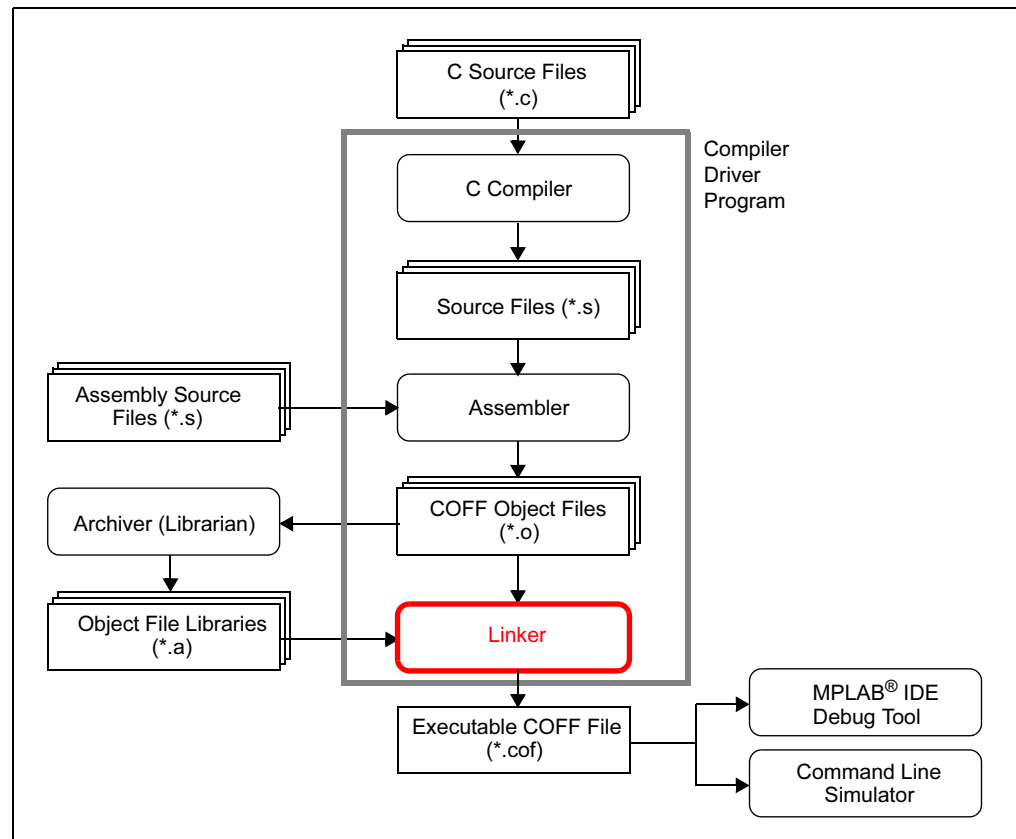 C Source Files
(*.c)
Compiler
Driver
Program
C Compiler
Source Files (*.s)
Assembly Source
Files (*.s)
Assembler
Archiver (Librarian)
COFF Object Files
(*.o)
Object File Libraries
(*.a)
Linker
Executable COFF File
(*.cof)
MPLAB® IDE
Debug Tool
Command Line
Simulator